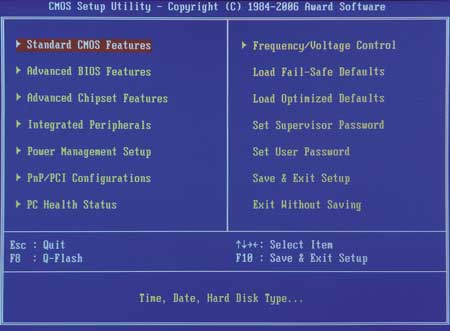 CMOS Setup Utility - Copyright (C) 1984-2006 Award Software
Standard CMOS Features
Advanced BIOS Features
Advanced Chipset Features
Integrated Peripherals
Power Management Setup
PnP/PCI Configurations
PC Health Status
Frequency/Voltage Control
Load Fail-Safe Defaults
Load Optimized Defaults
Set Supervisor Password
Set User Password
Save & Exit Setup
Exit Without Saving
Esc : Quit
F8 : Q-Flash
↑↓→←: Select Item
F10 : Save & Exit Setup
Time, Date, Hard Disk Type...